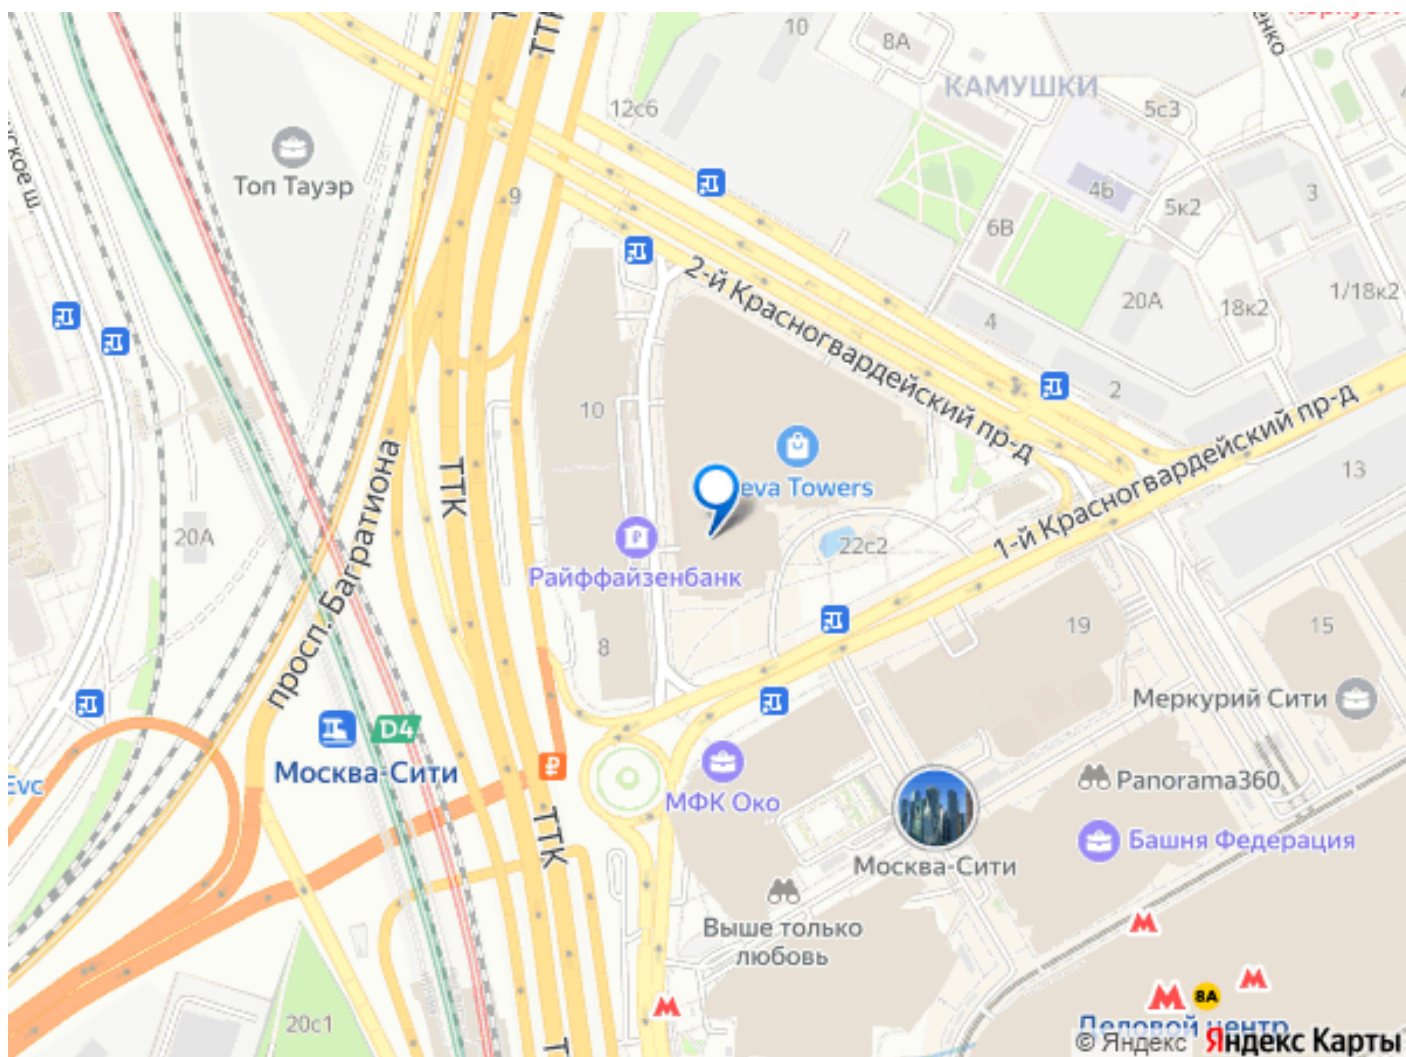 ТТК
10
8А
КАМУШКИ
12с6
5с3
Топ Тауэр
ское ш.
9
4Б
5к2
3
6В
2-й Красногвардейский пр-д
20А
18к2
1/18к2
4
2
10
eva Towers
1-й Красногвардейский пр-д
13
просп. Багратиона
ТТК
20А
22с2
Райффайзенбанк
8
19
15
Меркурий Сити
D4
Москва-Сити
Evc
МФК Око
Panorama360
ТТК
Башня Федерация
Москва-Сити
Выше только
любовь
8А
20с1
Деловой центр
© Яндекс Яндекс Карты